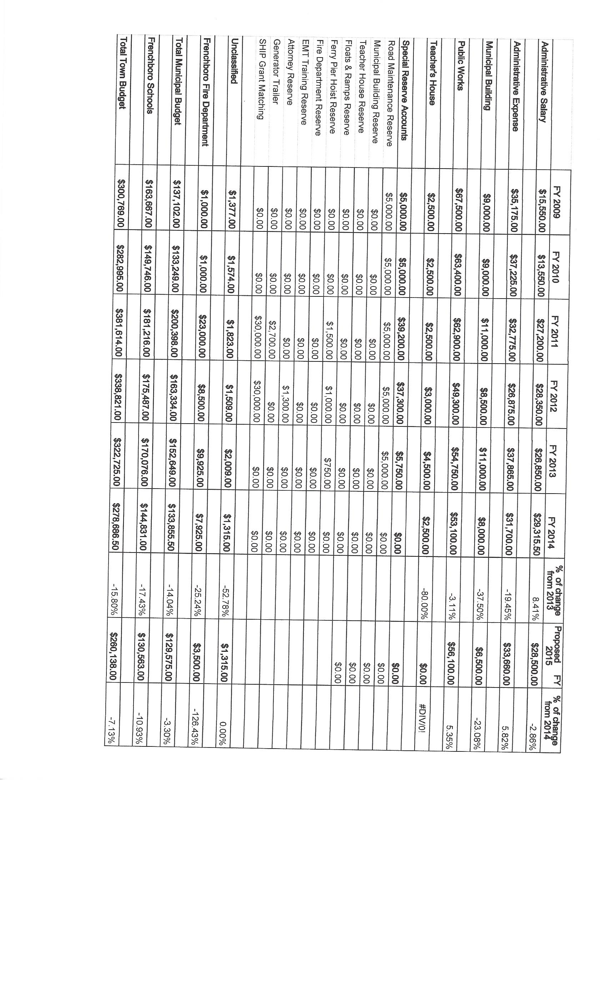 FY 2009 FY 2010 FY 2011 FY 2012 FY 2013 FY 2014 % of change from 2013 Proposed 2015 FY % of change from 2014
Administrative Salary $15,550.00 $13,550.00 $27,200.00 $28,350.00 $26,850.00 $29,315.50 8.41% $28,500.00 -2.86%
Administrative Expense $35,175.00 $37,225.00 $32,775.00 $26,875.00 $37,865.00 $31,700.00 -19.45% $33,660.00 5.82%
Municipal Building $9,000.00 $9,000.00 $11,000.00 $8,500.00 $11,000.00 $8,000.00 -37.50% $6,500.00 -23.08%
Public Works $67,500.00 $63,400.00 $62,900.00 $49,300.00 $54,750.00 $53,100.00 -3.11% $56,100.00 5.35%
Teacher's House $2,500.00 $2,500.00 $2,500.00 $3,000.00 $4,500.00 $2,500.00 -80.00% $0.00 #DIV/0!
Special Reserve Accounts $5,000.00 $5,000.00 $39,200.00 $37,300.00 $5,750.00 $0.00 $0.00
Road Maintenance Reserve $5,000.00 $5,000.00 $5,000.00 $5,000.00 $5,000.00 $0.00 $0.00
Municipal Building Reserve $0.00 $0.00 $0.00 $0.00 $0.00 $0.00 $0.00
Teacher House Reserve $0.00 $0.00 $0.00 $0.00 $0.00 $0.00 $0.00
Floats & Ramps Reserve $0.00 $0.00 $0.00 $0.00 $0.00 $0.00 $0.00
Ferry Pier Hoist Reserve $0.00 $0.00 $1,500.00 $1,000.00 $750.00 $0.00
Fire Department Reserve $0.00 $0.00 $0.00 $0.00 $0.00 $0.00
EMT Training Reserve $0.00 $0.00 $0.00 $0.00 $0.00 $0.00
Attorney Reserve $0.00 $0.00 $0.00 $1,300.00 $0.00 $0.00
Generator Trailer $0.00 $0.00 $2,700.00 $0.00 $0.00 $0.00
SHIP Grant Matching $0.00 $0.00 $30,000.00 $30,000.00 $0.00 $0.00
Unclassified $1,377.00 $1,574.00 $1,823.00 $1,509.00 $2,009.00 $1,315.00 -52.78% $1,315.00 0.00%
Frenchboro Fire Department $1,000.00 $1,000.00 $23,000.00 $8,500.00 $9,925.00 $7,925.00 -25.24% $3,500.00 -126.43%
Total Municipal Budget $137,102.00 $133,249.00 $200,398.00 $163,334.00 $152,649.00 $133,855.50 -14.04% $129,575.00 -3.30%
Frenchboro Schools $163,667.00 $149,746.00 $181,216.00 $175,487.00 $170,076.00 $144,831.00 -17.43% $130,563.00 -10.93%
Total Town Budget $300,769.00 $282,995.00 $381,614.00 $338,821.00 $322,725.00 $278,686.50 -15.80% $260,138.00 -7.13%